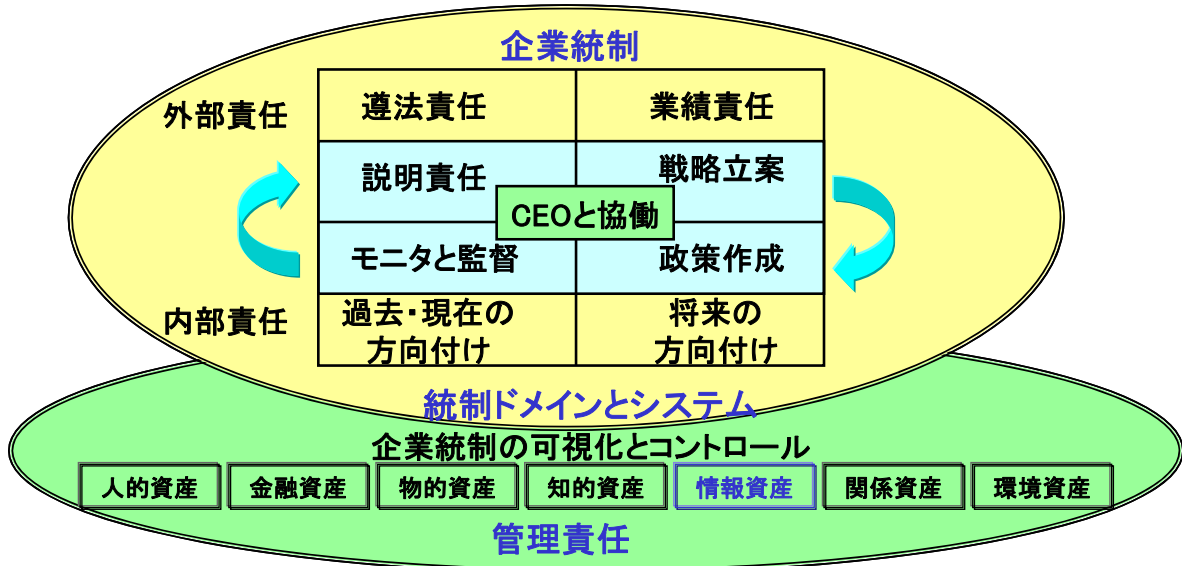 企業統制
外部責任
遵法責任
業績責任
説明責任
戦略立案
CEOと協働
モニタと監督
政策作成
内部責任
過去・現在の
方向付け
将来の
方向付け
統制ドメインとシステム
企業統制の可視化とコントロール
人的資産
金融資産
物的資産
知的資産
情報資産
関係資産
環境資産
管理責任